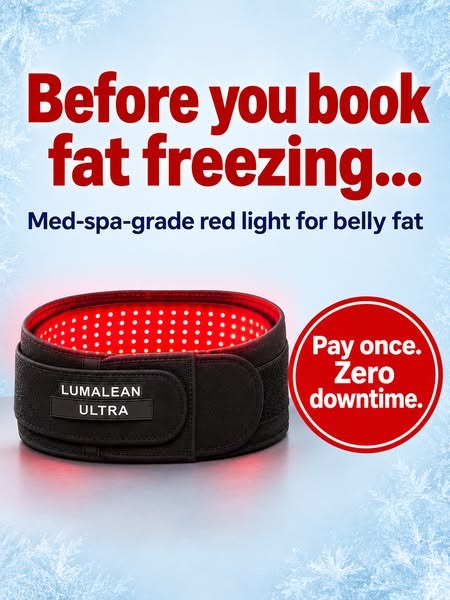 Before you book
fat freezing...
Med-spa-grade red light for belly fat
LUMALEAN
ULTRA
Pay once.
Zero
downtime.